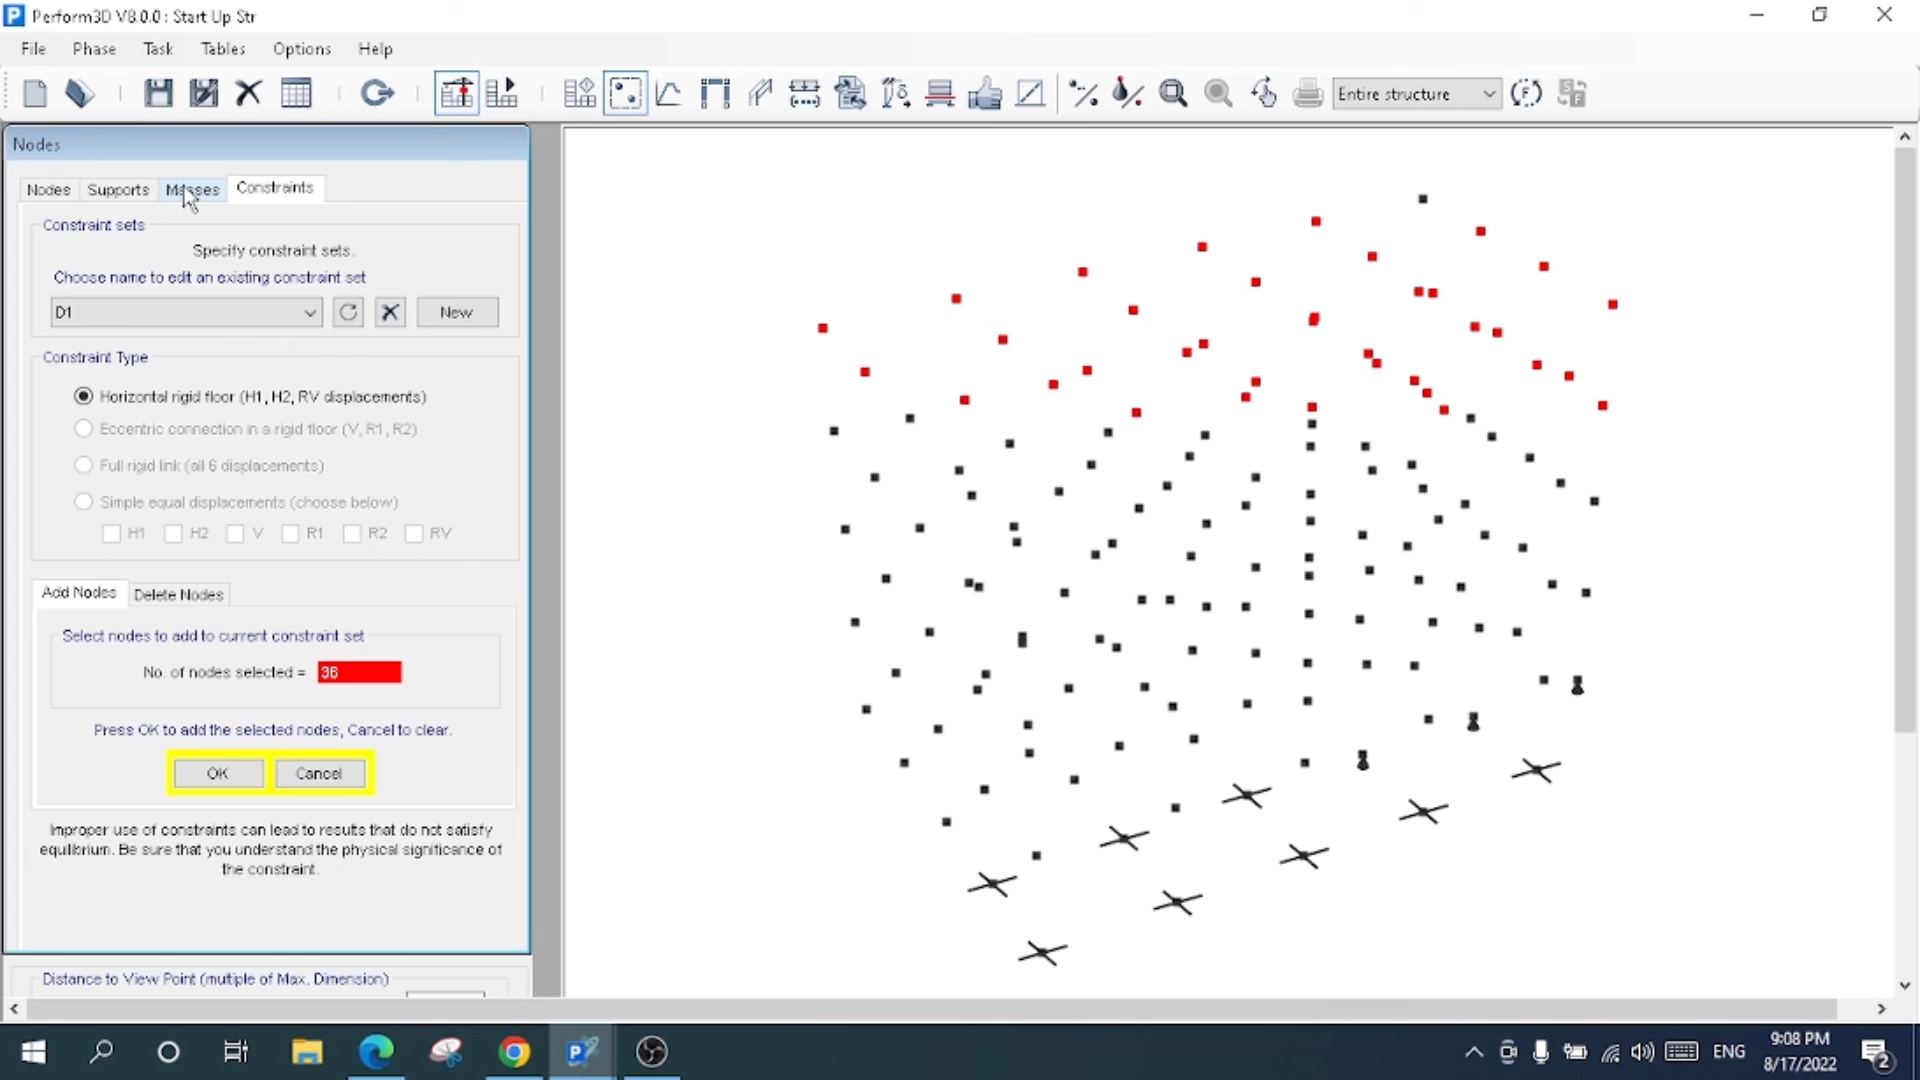 Perform3D V8.0.0 : Start Up Str
File Phase Task Tables Options Help
Entire structure
Nodes
Nodes Supports Masses Constraints
Constraint sets
Specify constraint sets.
Choose name to edit an existing constraint set
D1 New
Constraint Type
Horizontal rigid floor (H1, H2, RV displacements)
Eccentric connection in a rigid floor (V, R1, R2)
Full rigid link (all 6 displacements)
Simple equal displacements (choose below)
H1 H2 V R1 R2 RV
Add Nodes Delete Nodes
Select nodes to add to current constraint set
No. of nodes selected = 36
Press OK to add the selected nodes, Cancel to clear.
OK Cancel
Improper use of constraints can lead to results that do not satisfy
equilibrium. Be sure that you understand the physical significance of
the constraint.
Distance to View Point (multiple of Max. Dimension)
ENG
9:08 PM
8/17/2022
2